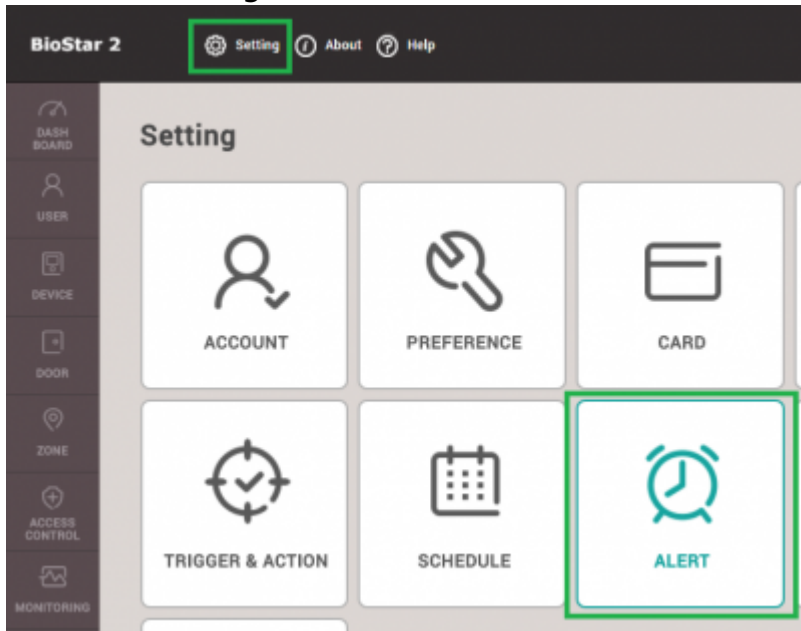 BioStar 2
Setting
About
Help
DASH
BOARD
USER
DEVICE
DOOR
ZONE
ACCESS
CONTROL
MONITORING
Setting
ACCOUNT
PREFERENCE
CARD
TRIGGER & ACTION
SCHEDULE
ALERT